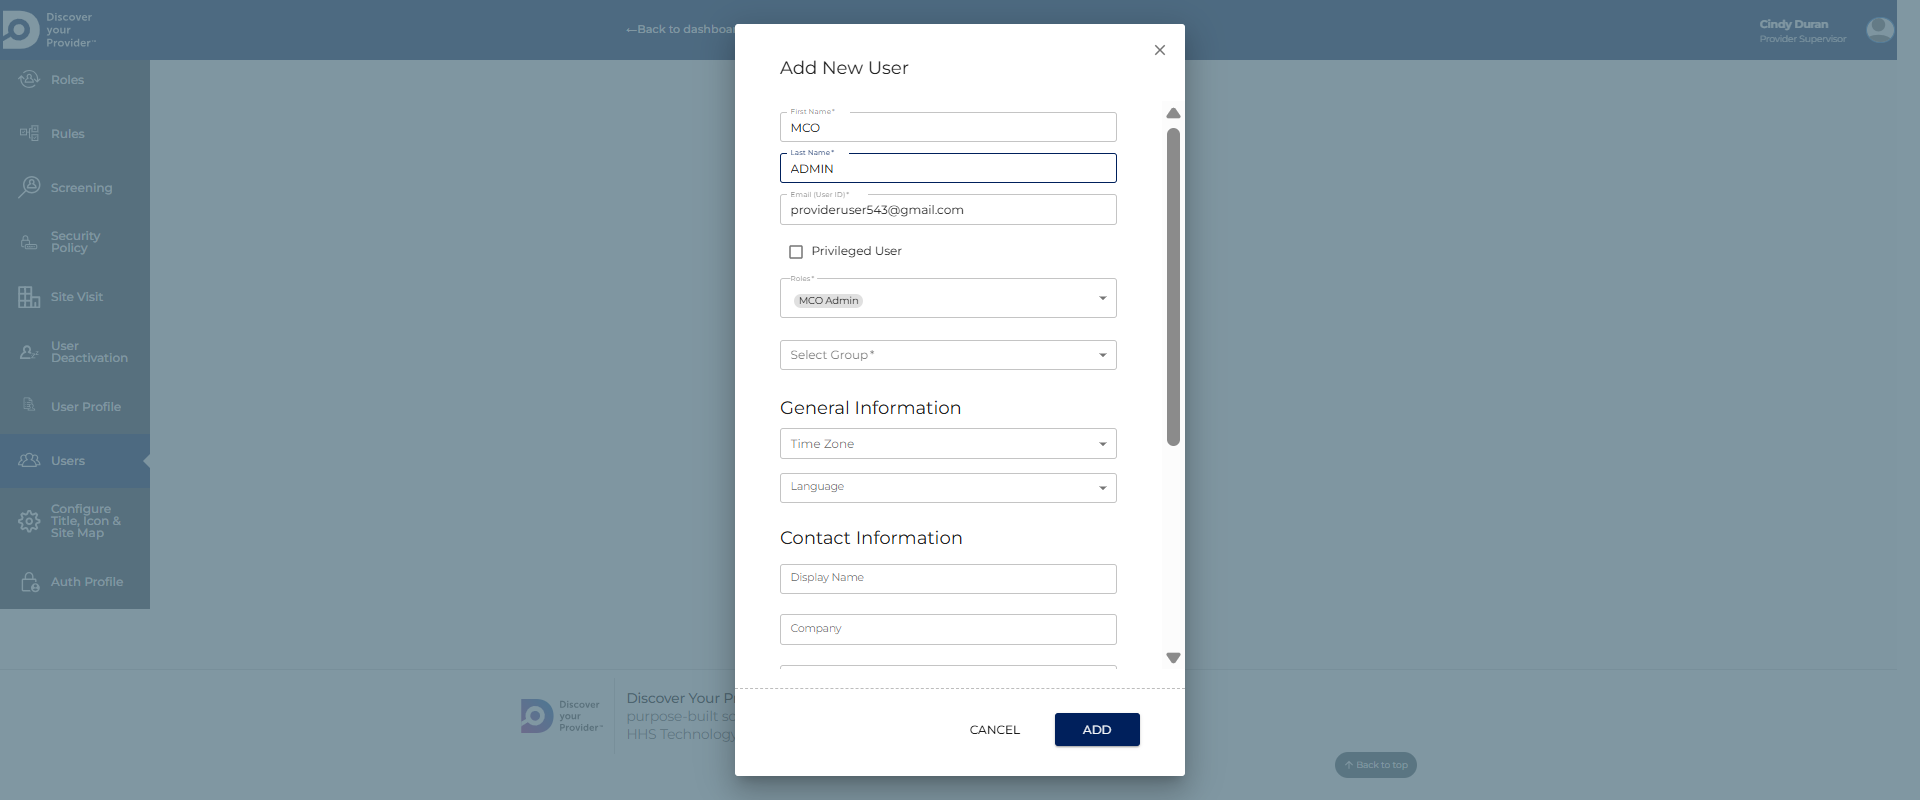 Discover
your
Provider™
←Back to dashboar
Cindy Duran
Provider Supervisor
Roles
Rules
Screening
Security
Policy
Site Visit
User
Deactivation
User Profile
Users
Configure
Title, Icon &
Site Map
Auth Profile
Add New User
First Name*
MCO
Last Name*
ADMIN
Email (User ID)*
provideruser543@gmail.com
Privileged User
Roles*
MCO Admin
Select Group*
General Information
Time Zone
Language
Contact Information
Display Name
Company
CANCEL
ADD
Discover
your
Provider™
Discover Your P
purpose-built so
HHS Technology
↑ Back to top